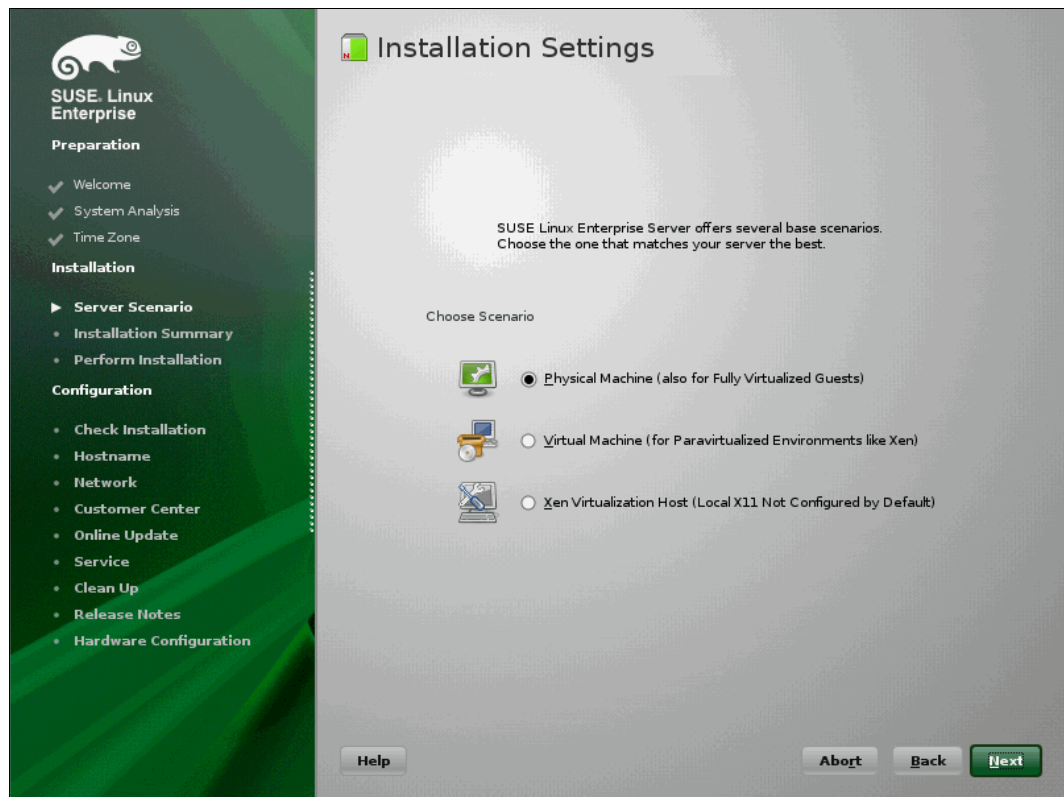 SUSE. Linux
Enterprise
Preparation
Welcome
System Analysis
Time Zone
Installation
Server Scenario
Installation Summary
Perform Installation
Configuration
Check Installation
Hostname
Network
Customer Center
Online Update
Service
Clean Up
Release Notes
Hardware Configuration
N
Installation Settings
SUSE Linux Enterprise Server offers several base scenarios.
Choose the one that matches your server the best.
Choose Scenario
Physical Machine (also for Fully Virtualized Guests)
Virtual Machine (for Paravirtualized Environments like Xen)
Xen Virtualization Host (Local X11 Not Configured by Default)
Help
Abort
Back
Next